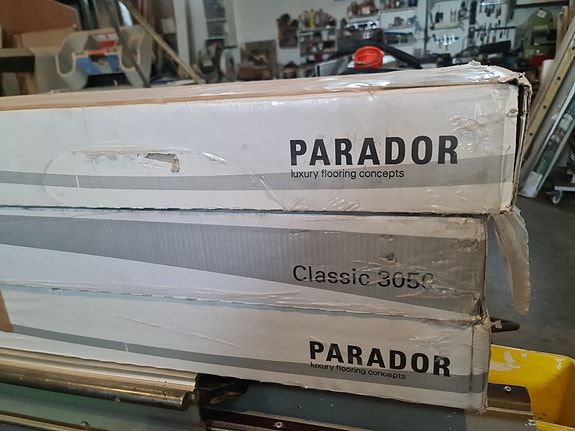 PARADOR
luxury flooring concepts
Classic 3050
PARADOR
luxury flooring concepts